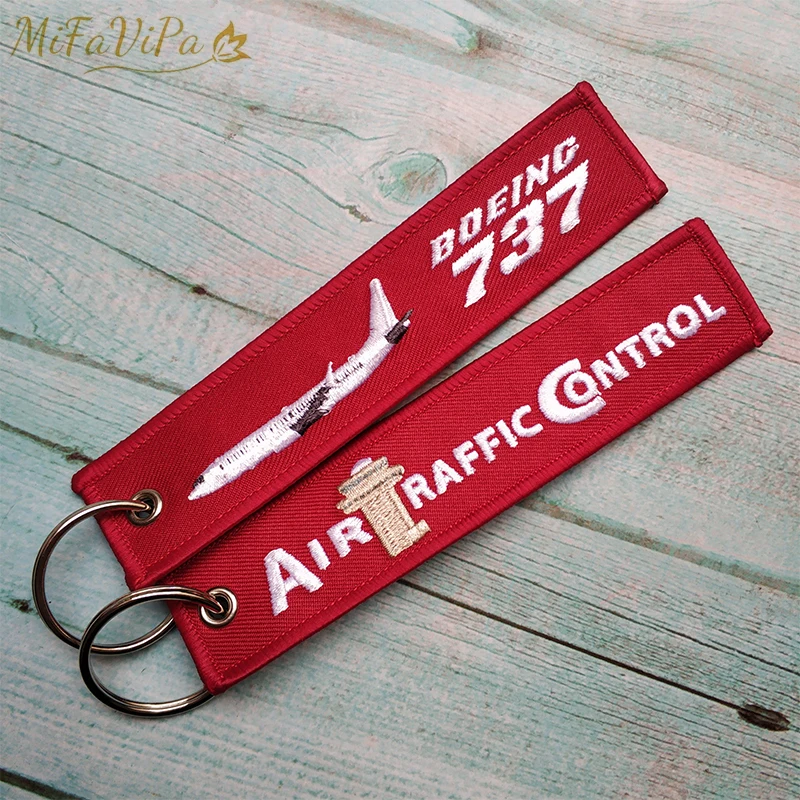 MiFaViPa
BOEING
737
AIR TRAFFIC CONTROL